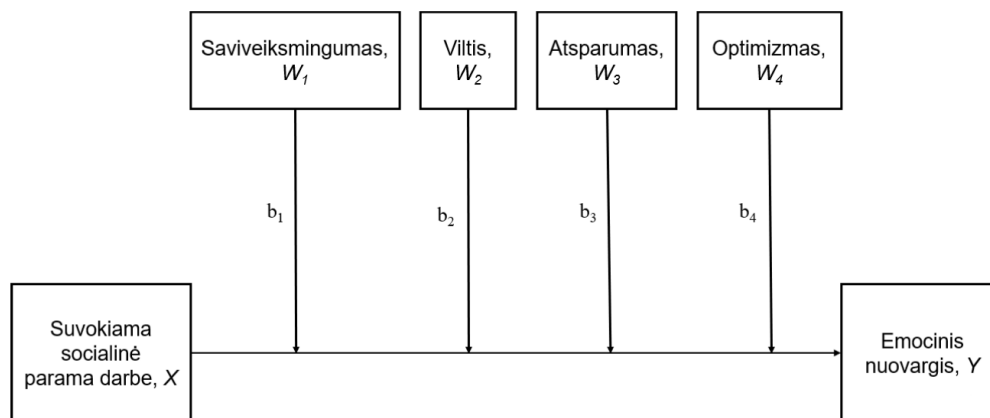 Saviveiksmingumas,
W₁
Viltis,
W₂
Atsparumas,
W₃
Optimizmas,
W₄
b₁
b₂
b₃
b₄
Suvokiama
socialinė
parama darbe, X
Emocinis
nuovargis, Y